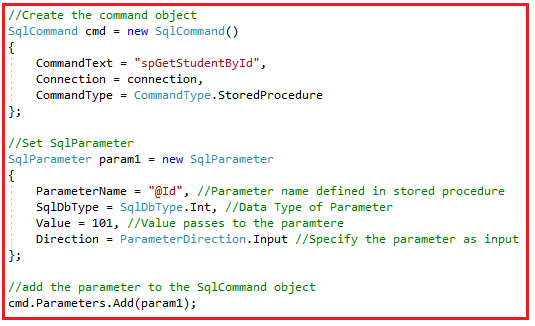 //Create the command object
SqlCommand cmd = new SqlCommand()
{
    CommandText = "spGetStudentById",
    Connection = connection,
    CommandType = CommandType.StoredProcedure
};

//Set SqlParameter
SqlParameter param1 = new SqlParameter
{
    ParameterName = "@Id", //Parameter name defined in stored procedure
    SqlDbType = SqlDbType.Int, //Data Type of Parameter
    Value = 101, //Value passes to the paramtere
    Direction = ParameterDirection.Input //Specify the parameter as input
};

//add the parameter to the SqlCommand object
cmd.Parameters.Add(param1);